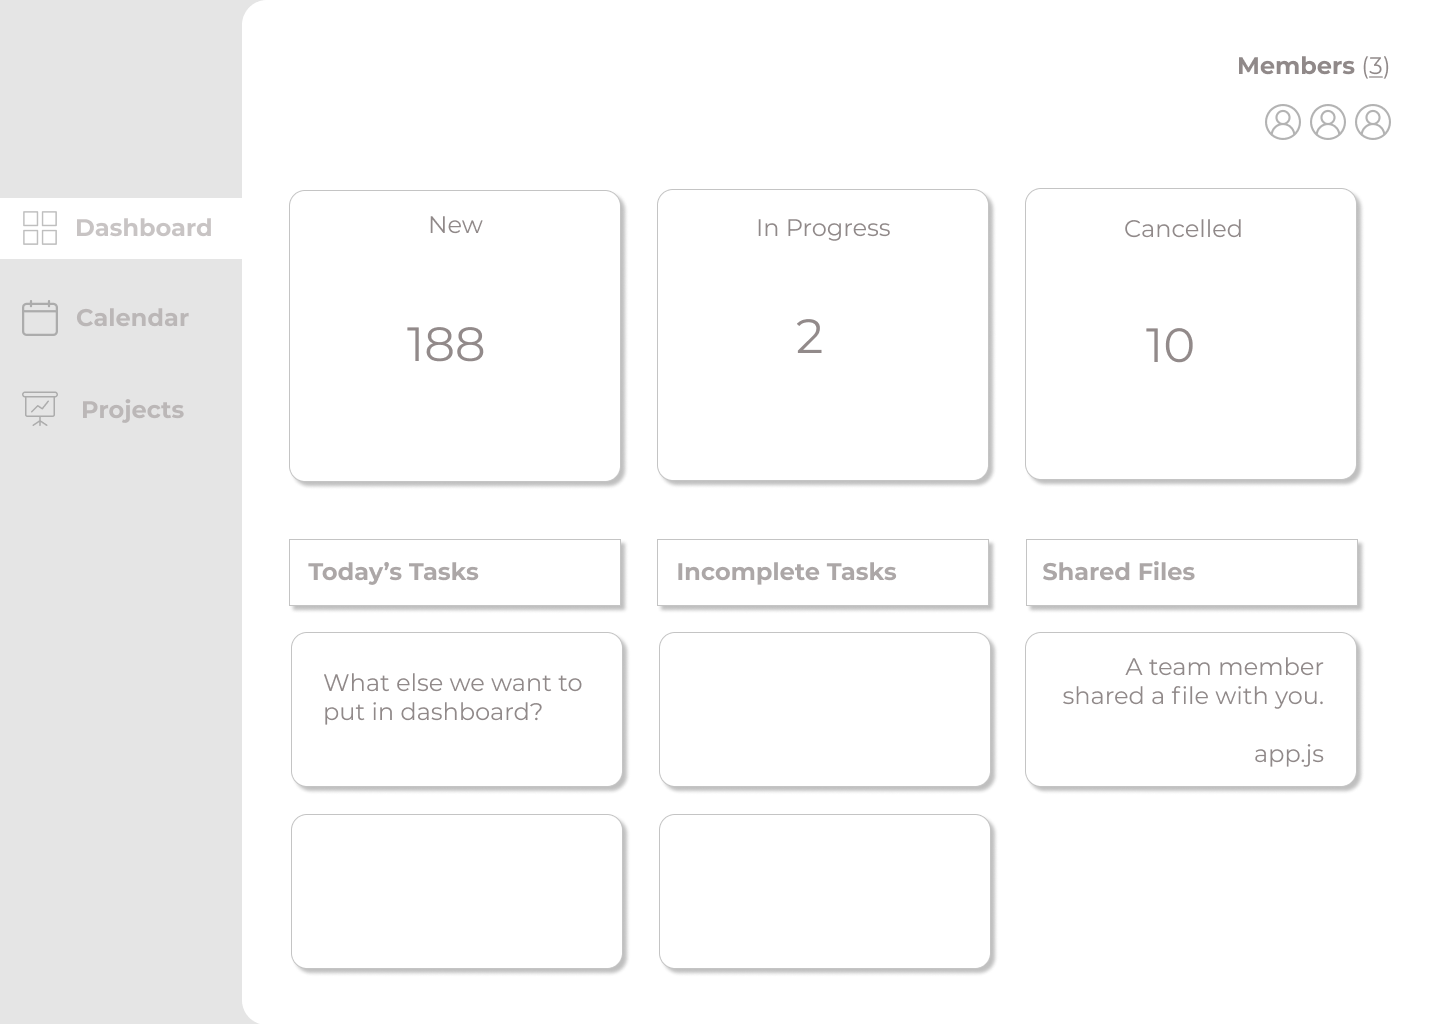 Members (3)
Dashboard
Calendar
Projects
New
188
In Progress
2
Cancelled
10
Today’s Tasks
What else we want to
put in dashboard?
Incomplete Tasks
Shared Files
A team member
shared a file with you.
app.js